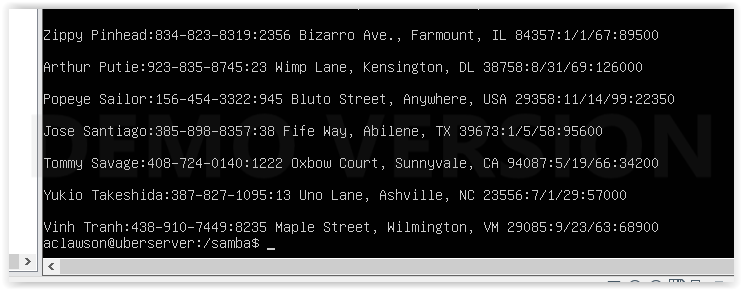 Zippy Pinhead:834-823-8319:2356 Bizarro Ave., Farmount, IL 84357:1/1/67:89500
Arthur Putie:923-835-8745:23 Wimp Lane, Kensington, DL 38758:8/31/69:126000
Popeye Sailor:156-454-3322:945 Bluto Street, Anywhere, USA 29358:11/14/99:22350
Jose Santiago:385-898-8357:38 Fife Way, Abilene, TX 39673:1/5/58:95600
DEMO VERSION
Tommy Savage:408-724-0140:1222 Oxbow Court, Sunnyvale, CA 94087:5/19/66:34200
Yukio Takeshida:387-827-1095:13 Uno Lane, Ashville, NC 23556:7/1/29:57000
Vinh Tranh:438-910-7449:8235 Maple Street, Wilmington, VM 29085:9/23/63:68900
aclawson@uberserver:/samba$ _